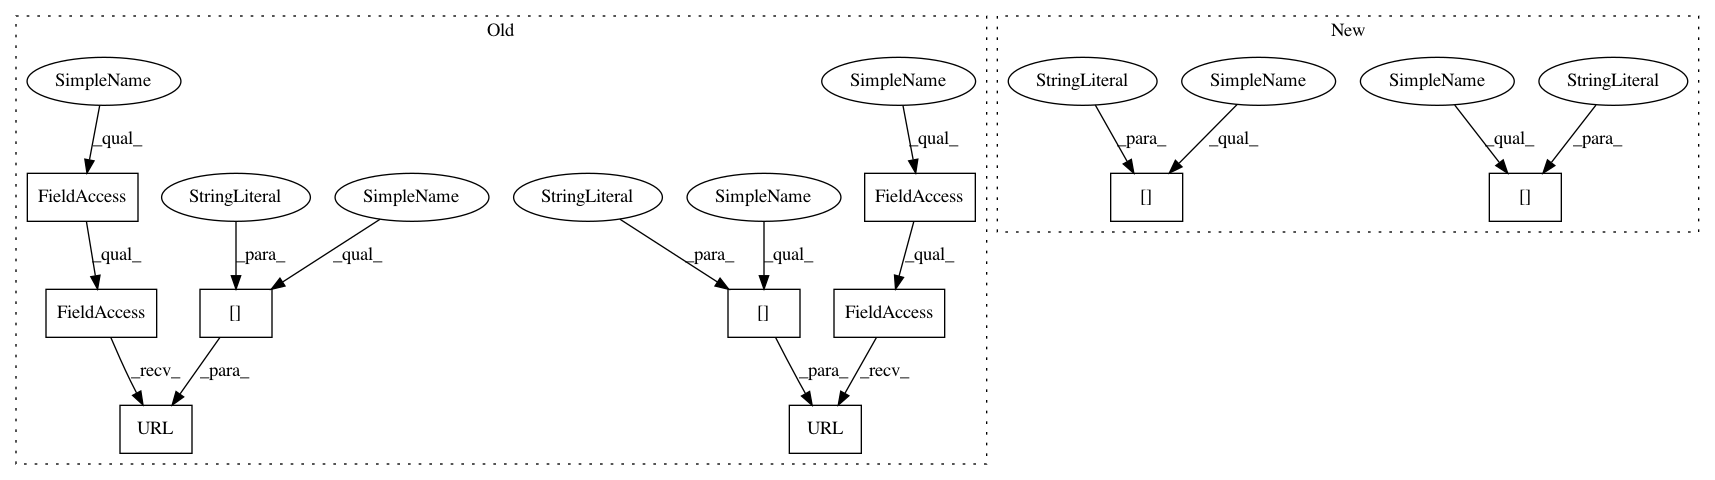 Old
New
SimpleName
SimpleName
StringLiteral
SimpleName
SimpleName
StringLiteral
_qual_
_qual_
_para_
_qual_
_qual_
_para_
FieldAccess
StringLiteral
SimpleName
StringLiteral
SimpleName
FieldAccess
[]
[]
_qual_
_para_
_qual_
_para_
_qual_
_qual_
FieldAccess
[]
[]
FieldAccess
_recv_
_para_
_para_
_recv_
URL
URL